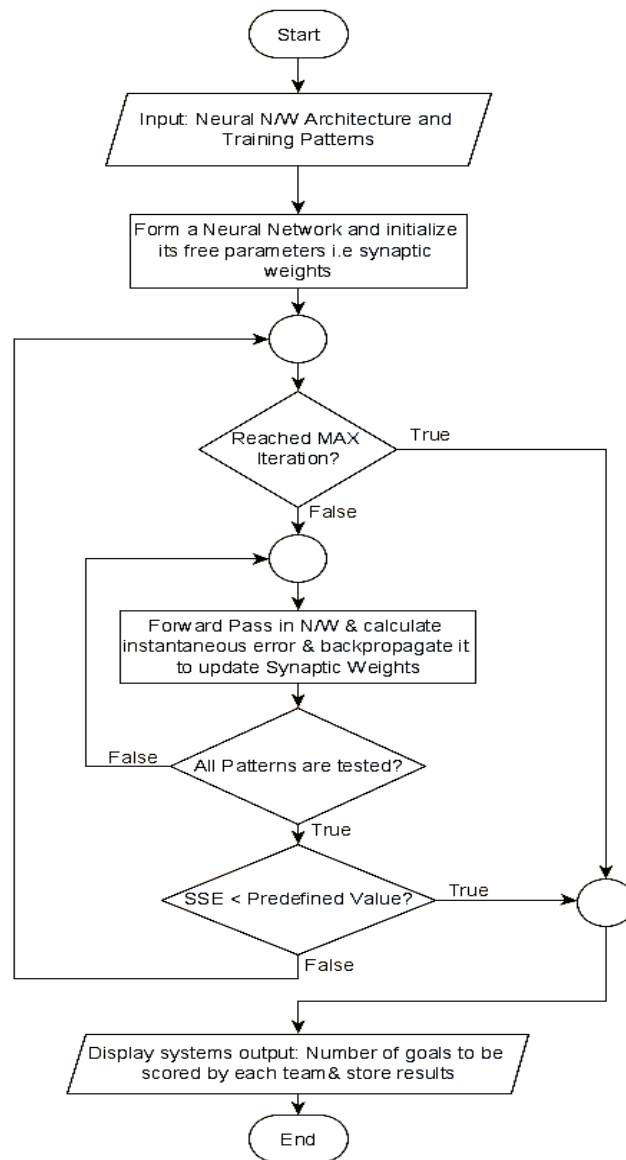 Start
Input: Neural N/W Architecture and
Training Patterns
Form a Neural Network and initialize
its free parameters i.e synaptic
weights
Reached MAX
Iteration?
True
False
Forward Pass in N/W & calculate
instantaneous error & backpropagate it
to update Synaptic Weights
False
All Patterns are tested?
True
SSE < Predefined Value?
True
False
Display systems output: Number of goals to be
scored by each team& store results
End